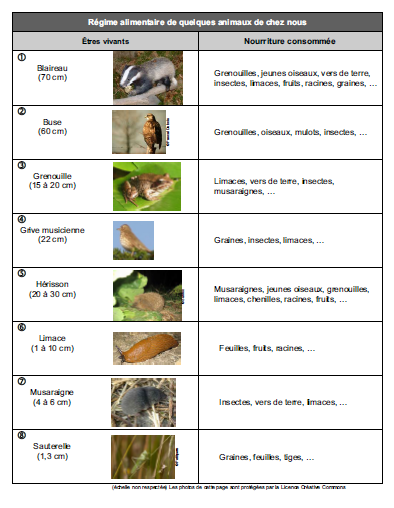 Régime alimentaire de quelques animaux de chez nous
Êtres vivants
Nourriture consommée
①
Blaireau
(70 cm)
Grenouilles, jeunes oiseaux, vers de terre,
insectes, limaces, fruits, racines, graines, …
②
Buse
(60 cm)
Grenouilles, oiseaux, mulots, insectes, …
③
Grenouille
(15 à 20 cm)
Limaces, vers de terre, insectes,
musaraignes, …
④
Grive musicienne
(22 cm)
Graines, insectes, limaces, …
⑤
Hérisson
(20 à 30 cm)
Musaraignes, jeunes oiseaux, grenouilles,
limaces, chenilles, racines, fruits, …
⑥
Limace
(1 à 10 cm)
Feuilles, fruits, racines, …
⑦
Musaraigne
(4 à 6 cm)
Insectes, vers de terre, limaces, …
⑧
Sauterelle
(1,3 cm)
Graines, feuilles, tiges, …
(échelle non respectée) Les photos de cette page sont protégées par la Licence Creative Commons